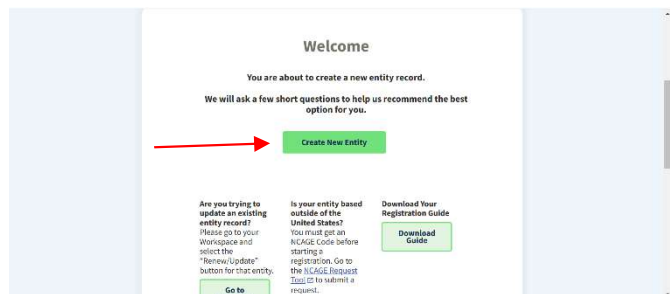 Welcome
You are about to create a new entity record.
We will ask a few short questions to help us recommend the best
option for you.
Create New Entity
Are you trying to
update an existing
entity record?
Please go to your
Workspace and
select the
"Renew/Update"
button for that entity.
Go to
Is your entity based
outside of the
United States?
You must get an
NCAGE Code before
starting a
registration. Go to
the NCAGE Request
Tool to submit a
request.
Download Your
Registration Guide
Download
Guide